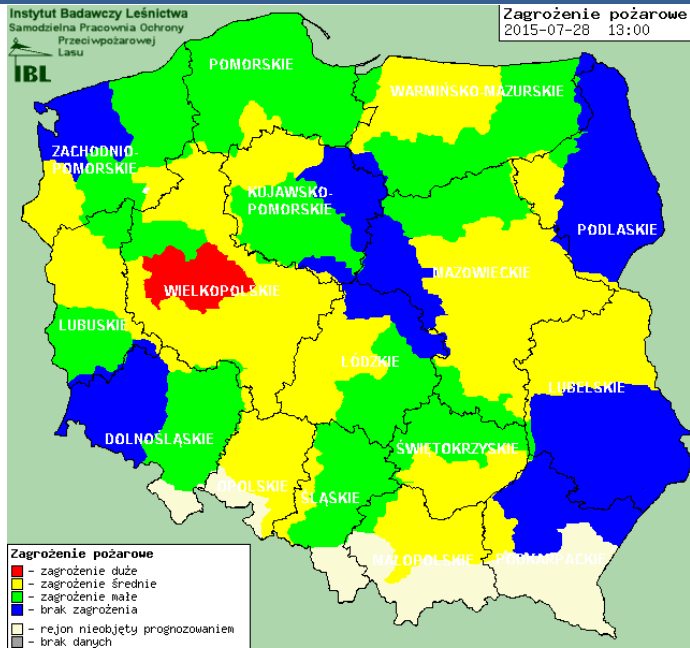 Instytut Badawczy Leśnictwa
Samodzielna Pracownia Ochrony
Przeciwpożarowej
Lasu
IBL
Zagrożenie pożarowe
2015-07-28 13:00
POMORSKIE
WARMIŃSKO-MAZURSKIE
ZACHODNIO-
POMORSKIE
KUJAWSKO-
POMORSKIE
PODLASKIE
MAZOWIECKIE
WIELKOPOLSKIE
LUBUSKIE
ŁÓDZKIE
LUBELSKIE
DOLNOŚLĄSKIE
ŚWIĘTOKRZYSKIE
OPOLSKIE
ŚLĄSKIE
MAŁOPOLSKIE
PODKARPACKIE
Zagrożenie pożarowe
- zagrożenie duże
- zagrożenie średnie
- zagrożenie małe
- brak zagrożenia
- rejon nieobjęty prognozowaniem
- brak danych